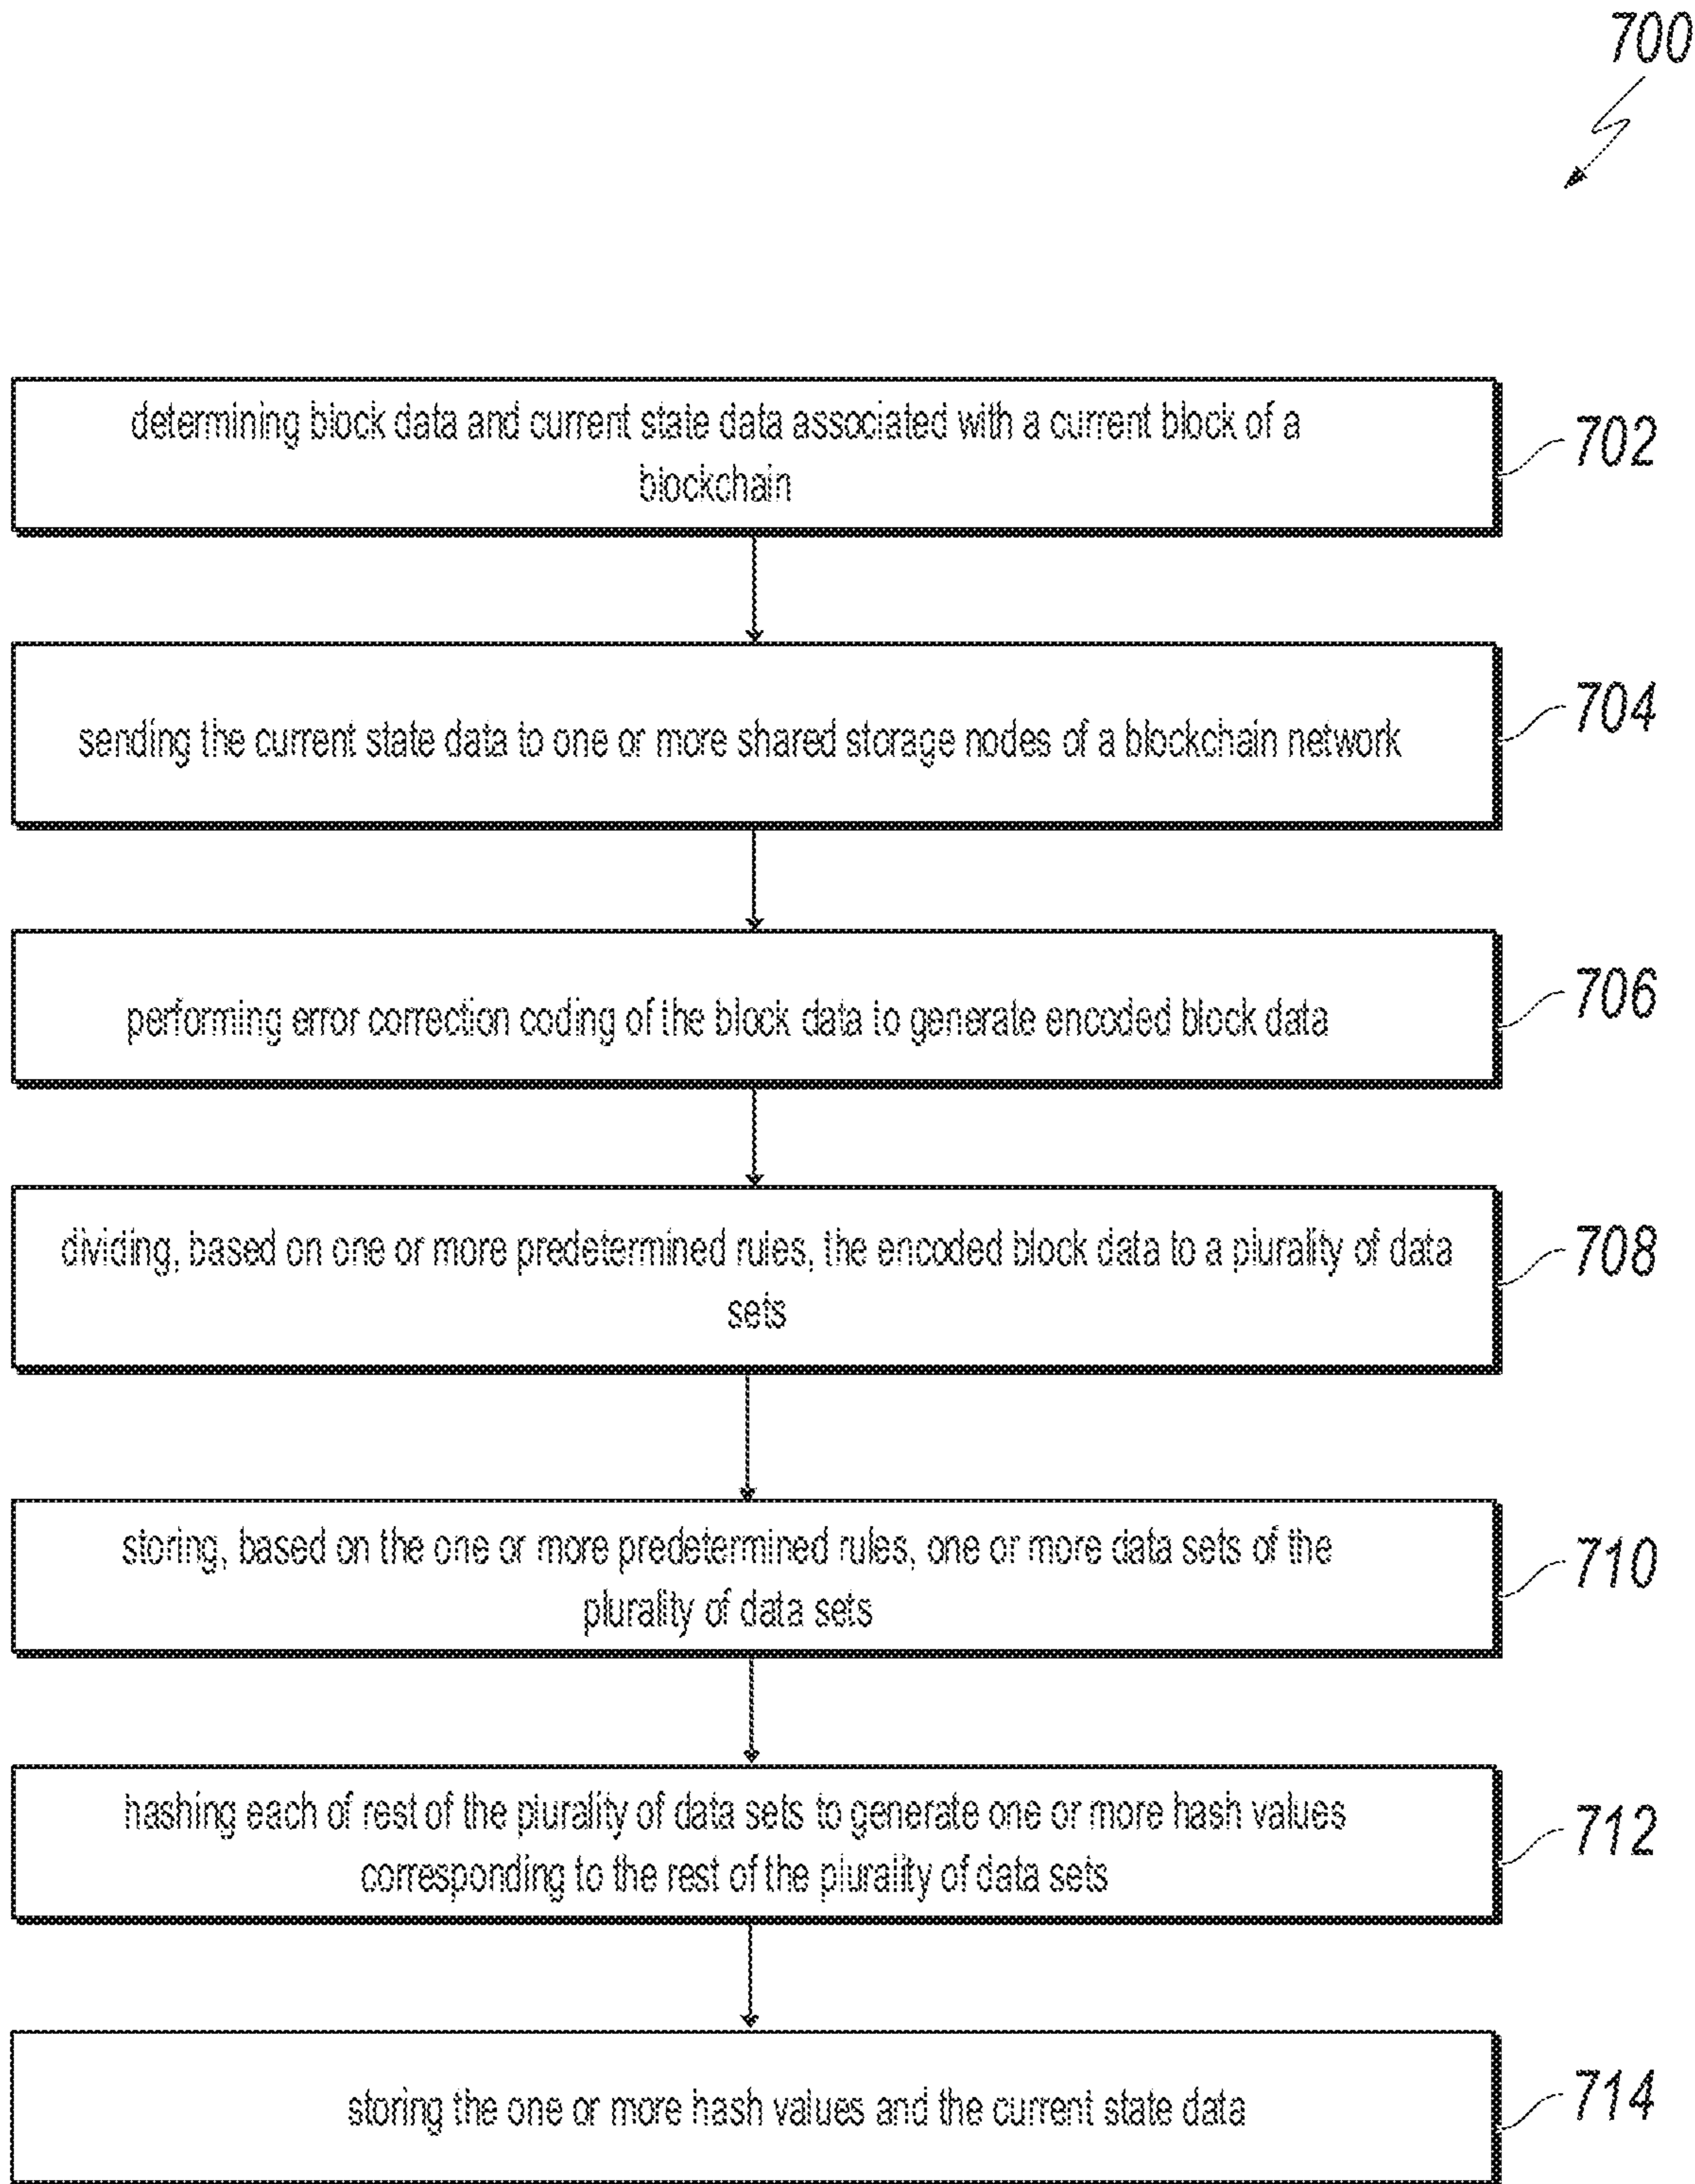 700
determining block data and current state data associated with a current block of a
blockchain
702
sending the current state data to one or more shared storage nodes of a blockchain network
704
performing error correction coding of the block data to generate encoded block data
706
dividing, based on one or more predetermined rules, the encoded block data to a plurality of data
sets
708
storing, based on the one or more predetermined rules, one or more data sets of the
plurality of data sets
710
hashing each of rest of the plurality of data sets to generate one or more hash values
corresponding to the rest of the plurality of data sets
712
storing the one or more hash values and the current state data
714